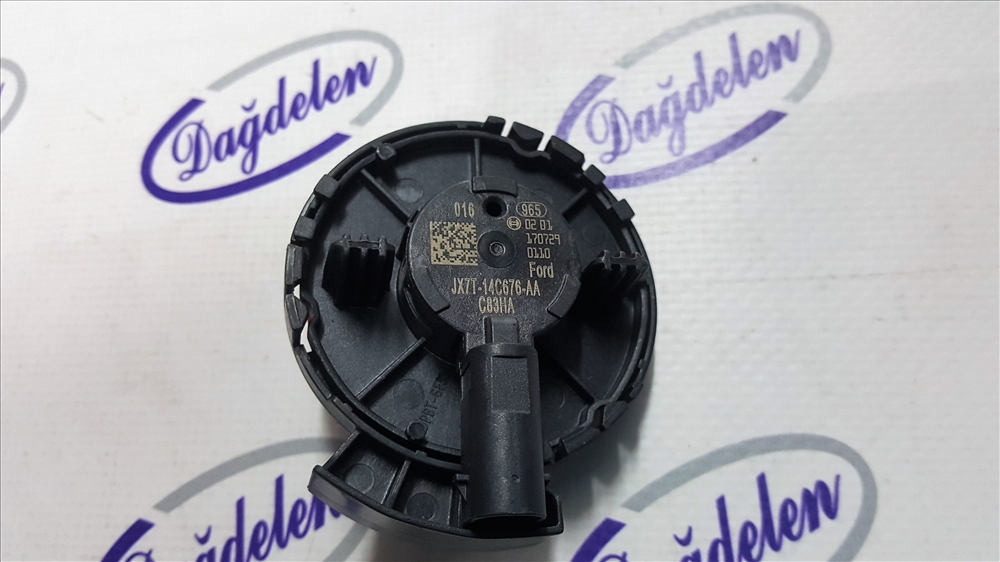 Dağdelen
Dağdelen
016
965
02 01
170729
0110
Ford
JX7T-14C676-AA
C83HA
Dağdelen
Dağdelen